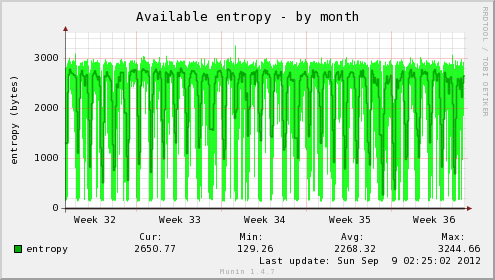 Available entropy - by month
RRDTOOL / TOBI OETIKER
entropy (bytes)
3000
2000
1000
0
Week 32 Week 33 Week 34 Week 35 Week 36
Cur: Min: Avg: Max:
entropy 2650.77 129.26 2268.32 3244.66
Last update: Sun Sep 9 02:25:02 2012
Munin 1.4.7